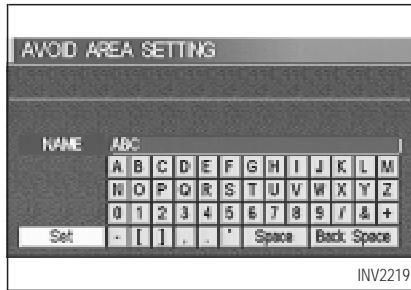 AVOID AREA SETTING
NAME ABC
A B C D E F G H I J K L M
N O P Q R S T U V W X Y Z
0 1 2 3 4 5 6 7 8 9 / & +
Set - [ ] Space Back Space
INV2219